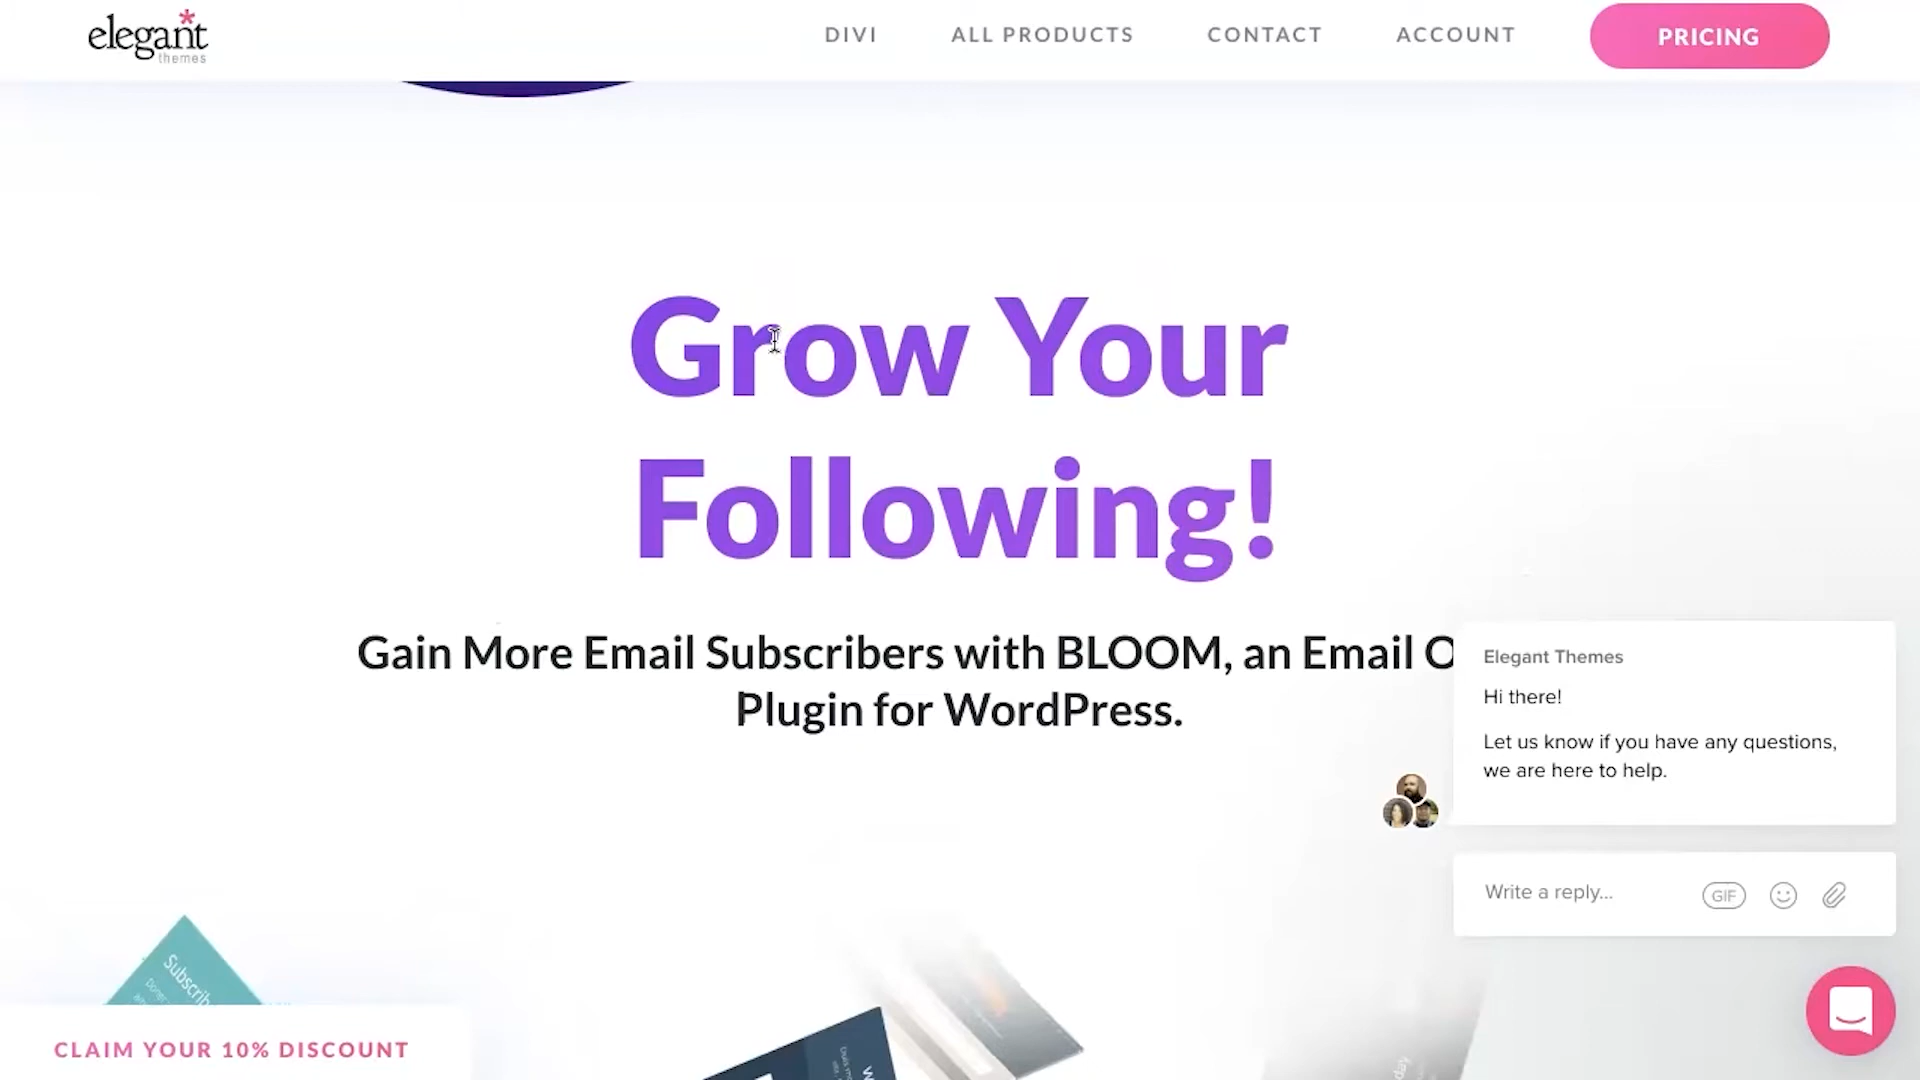 elegant
themes
DIVI
ALL PRODUCTS
CONTACT
ACCOUNT
PRICING
Grow Your
Following!
Gain More Email Subscribers with BLOOM, an Email
Plugin for WordPress.
Elegant Themes
Hi there!
Let us know if you have any questions,
we are here to help.
Write a reply...
GIF
CLAIM YOUR 10% DISCOUNT